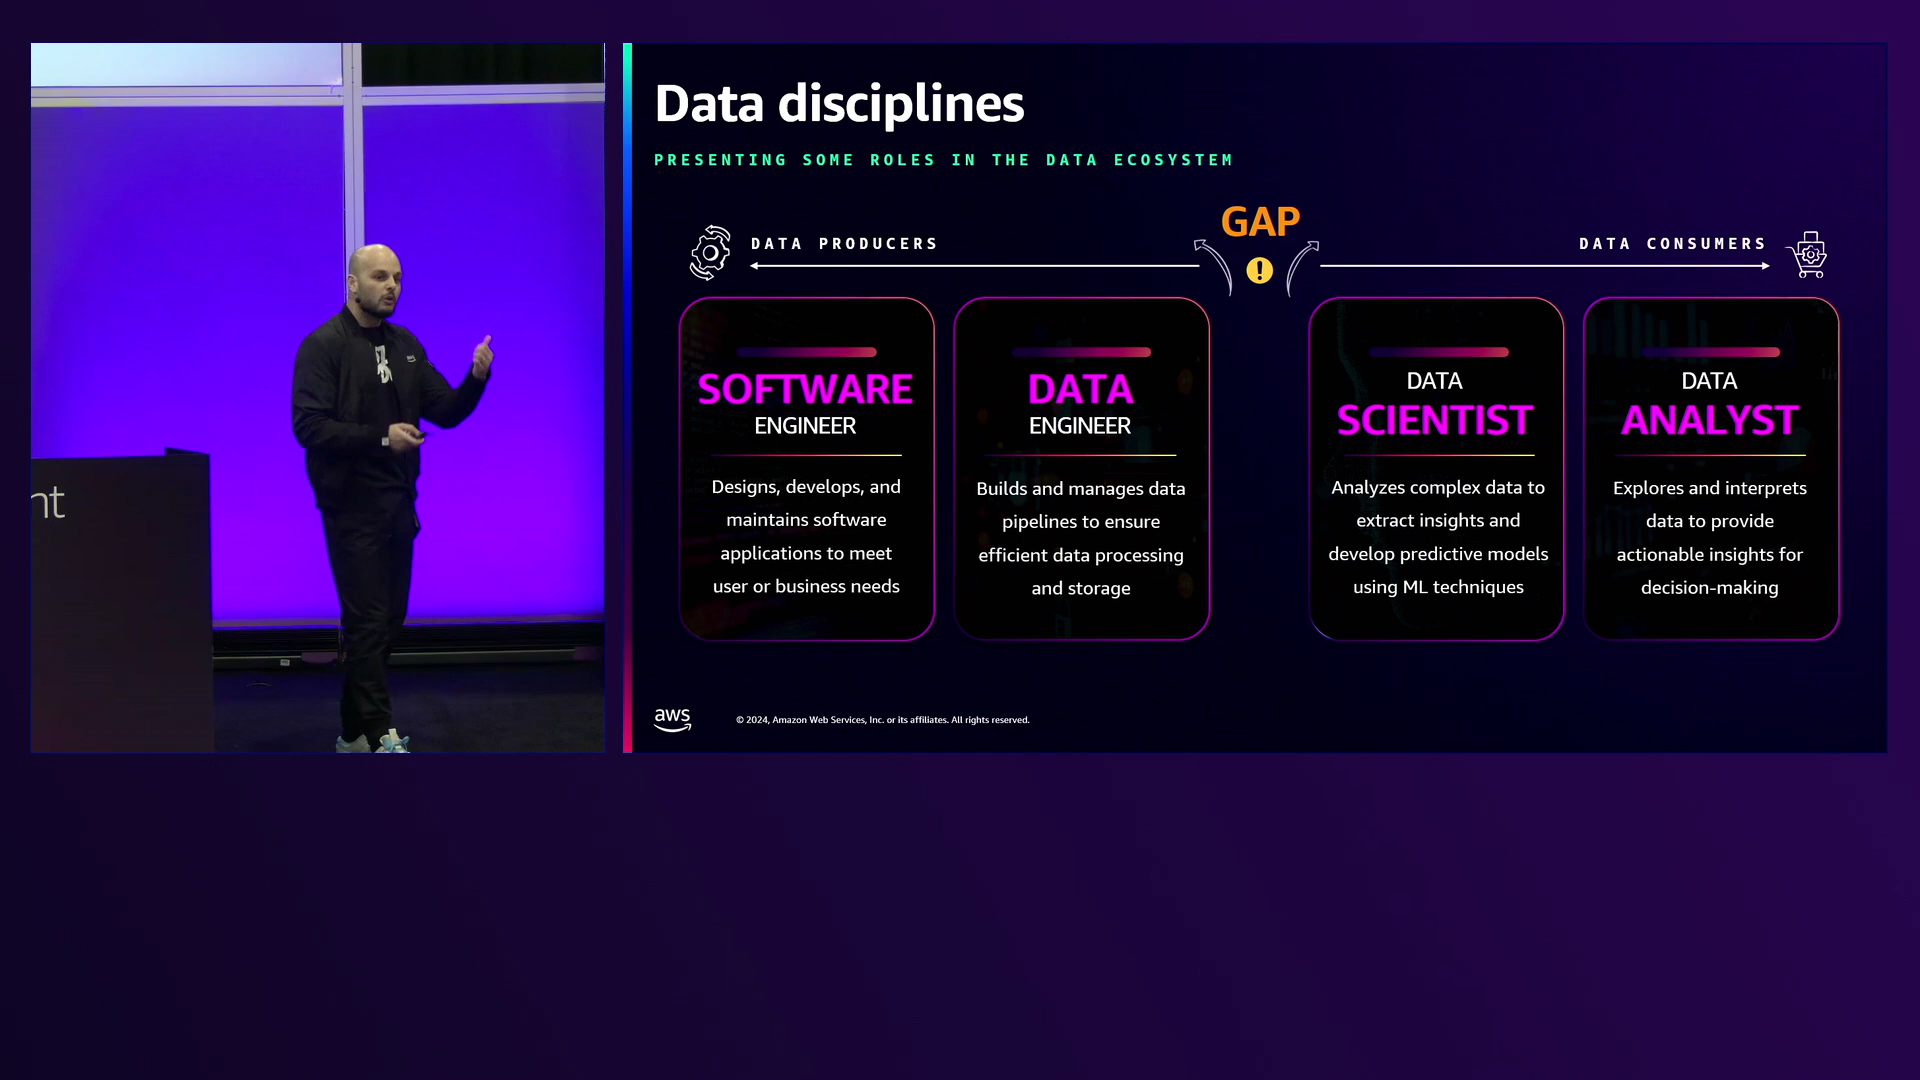 nt
Data disciplines
PRESENTING SOME ROLES IN THE DATA ECOSYSTEM
GAP
DATA PRODUCERS
DATA CONSUMERS
SOFTWARE
ENGINEER
Designs, develops, and
maintains software
applications to meet
user or business needs
DATA
ENGINEER
Builds and manages data
pipelines to ensure
efficient data processing
and storage
DATA
SCIENTIST
Analyzes complex data to
extract insights and
develop predictive models
using ML techniques
DATA
ANALYST
Explores and interprets
data to provide
actionable insights for
decision-making
aws
© 2024, Amazon Web Services, Inc. or its affiliates. All rights reserved.